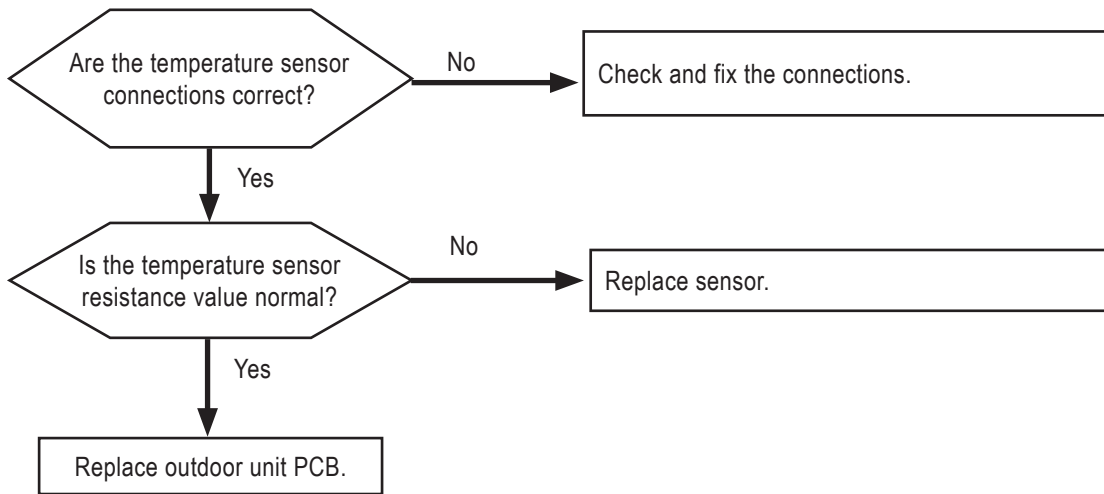 Are the temperature sensor
connections correct?
No
Check and fix the connections.
Yes
Is the temperature sensor
resistance value normal?
No
Replace sensor.
Yes
Replace outdoor unit PCB.